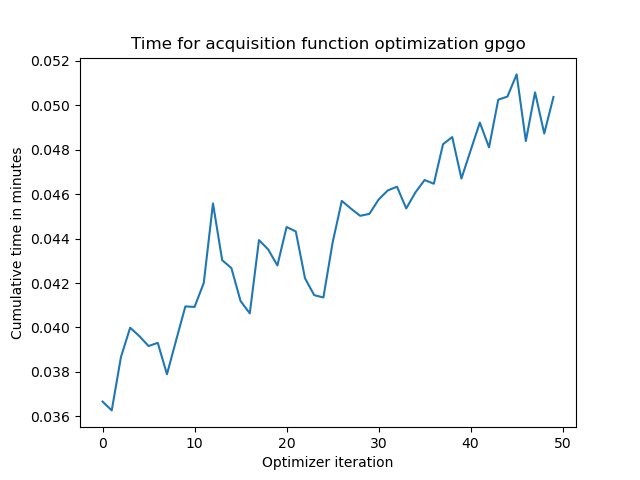 Time for acquisition function optimization gpgo
0.052
0.050
0.048
0.046
0.044
0.042
0.040
0.038
0.036
Cumulative time in minutes
0 10 20 30 40 50
Optimizer iteration